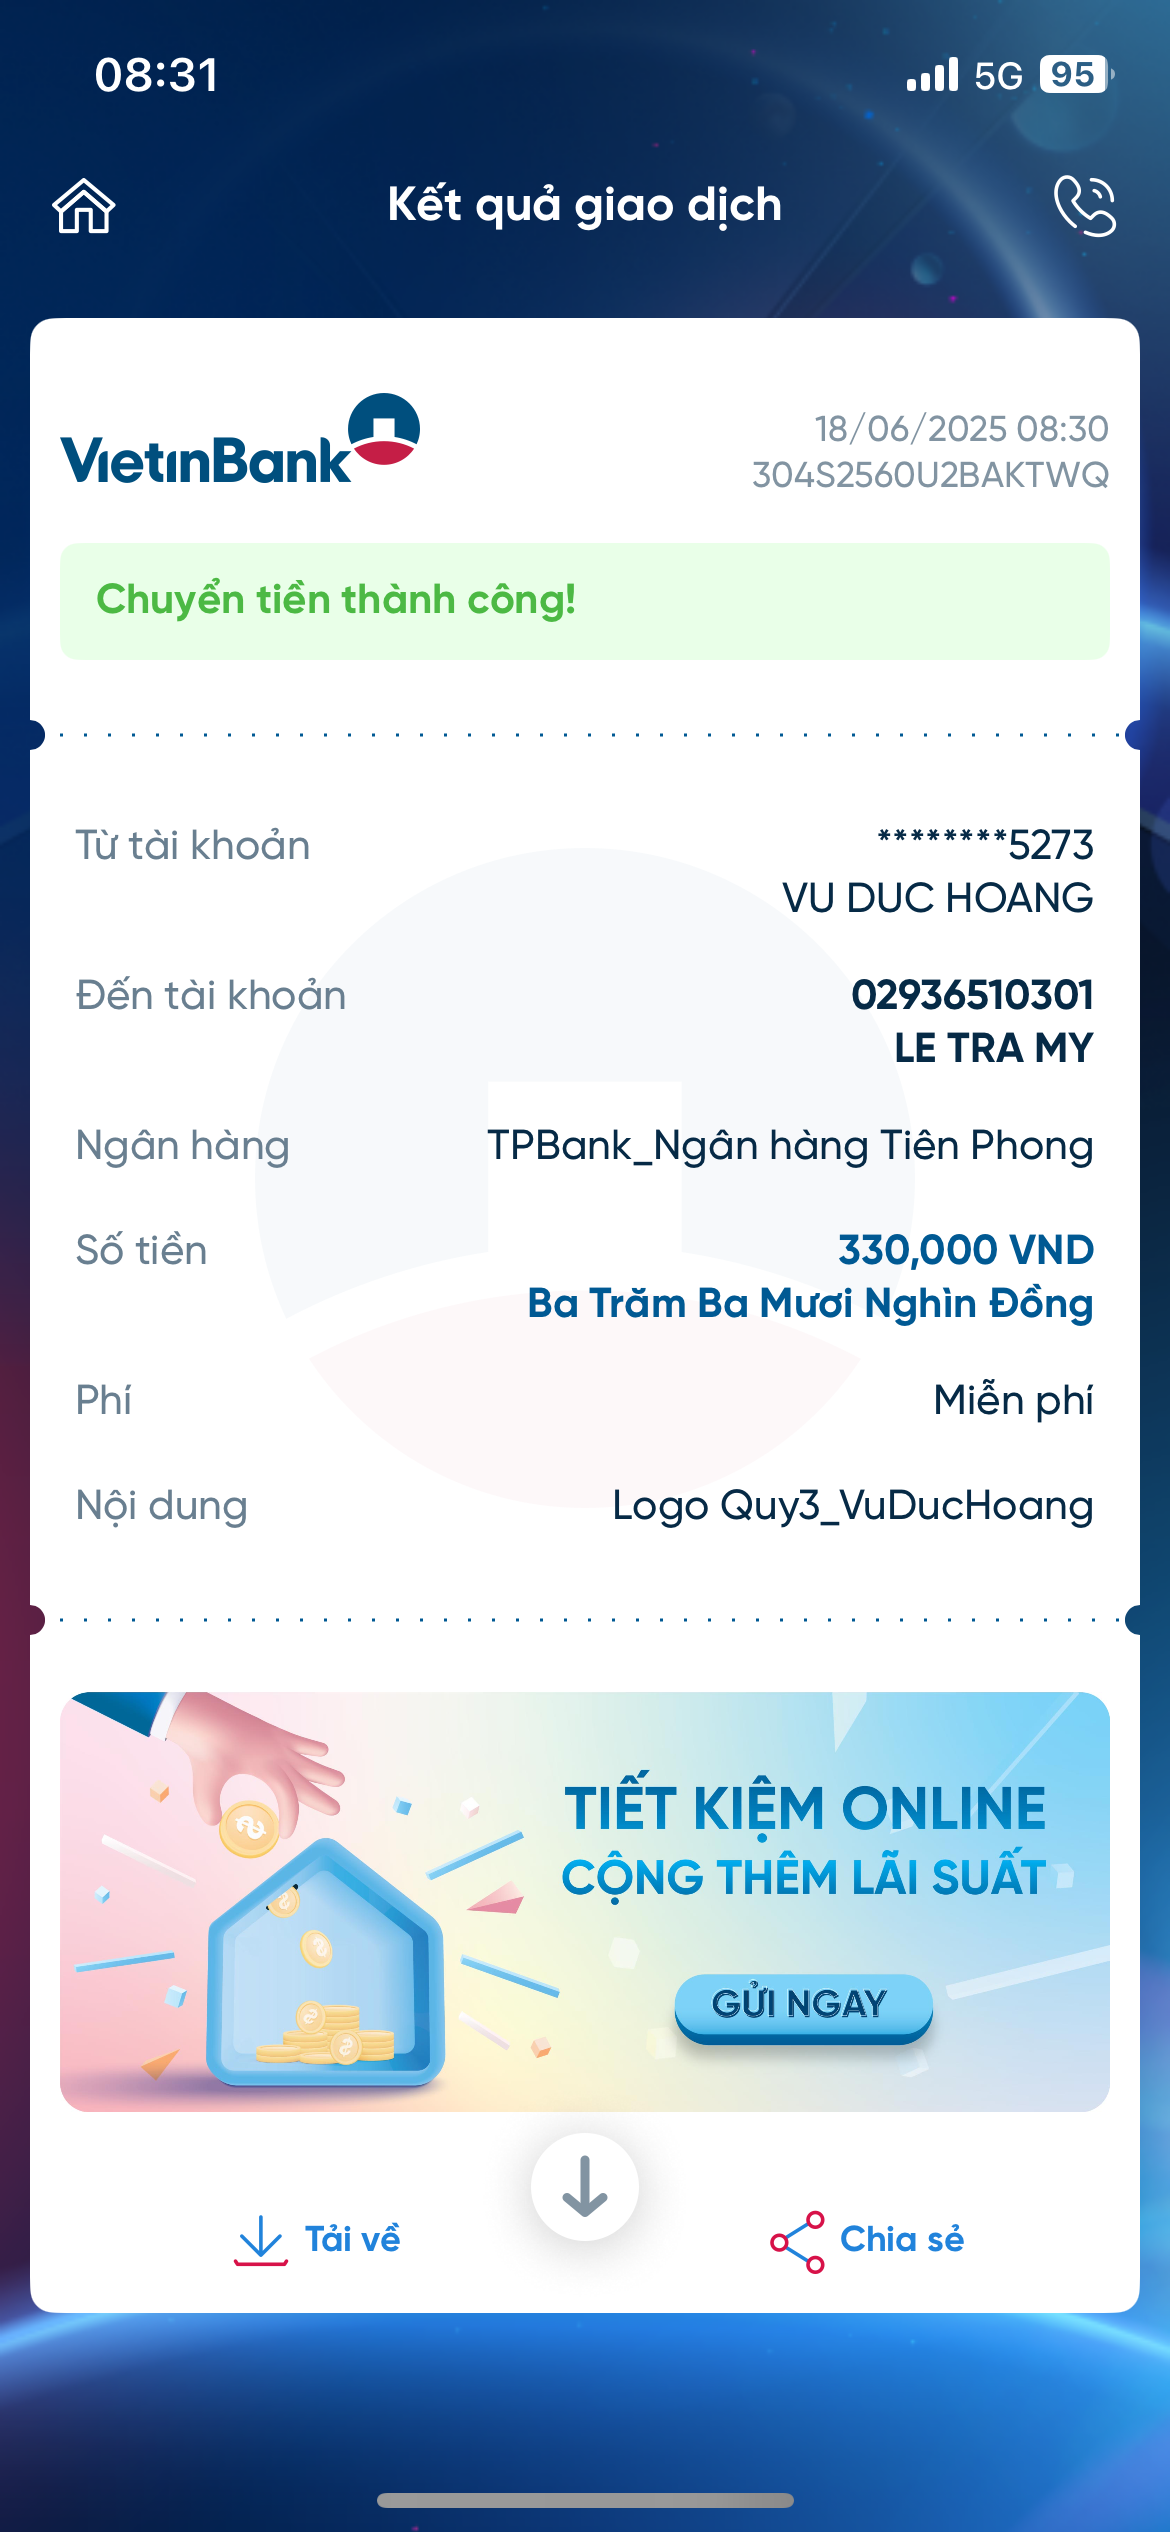 08:31
5G 95
Kết quả giao dịch
VietinBank
18/06/2025 08:30
304S2560U2BAKTWQ
Chuyển tiền thành công!
Từ tài khoản
********5273
VU DUC HOANG
Đến tài khoản
02936510301
LE TRA MY
Ngân hàng
TPBank_Ngân hàng Tiên Phong
Số tiền
330,000 VND
Ba Trăm Ba Mươi Nghìn Đồng
Phí
Miễn phí
Nội dung
Logo Quy3_VuDucHoang
TIẾT KIỆM ONLINE
CỘNG THÊM LÃI SUẤT
GỬI NGAY
Tải về
Chia sẻ